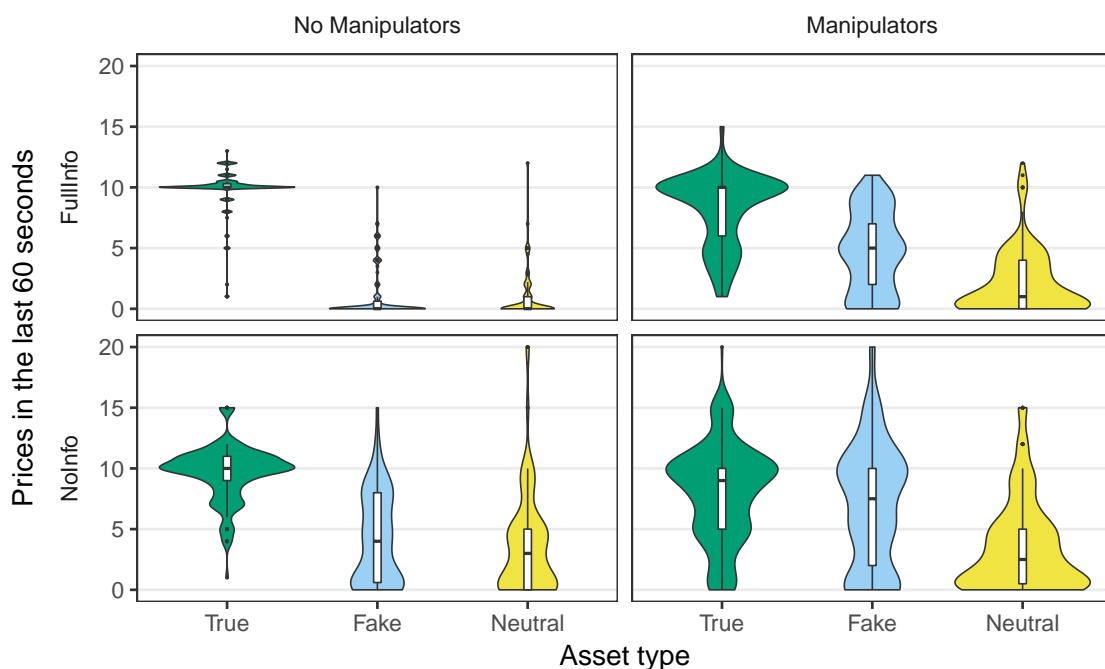 No Manipulators Manipulators
Prices in the last 60 seconds
FullInfo
20
15
10
5
0
NoInfo
20
15
10
5
0
True Fake Neutral True Fake Neutral
Asset type